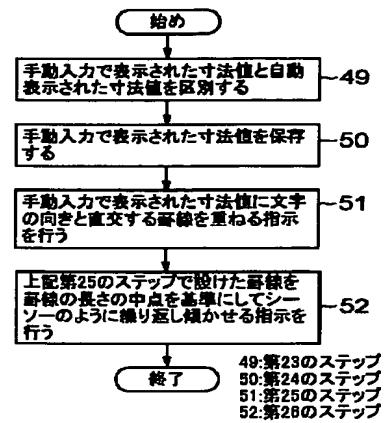 始め
手動入力で表示された寸法値と自動
表示された寸法値を区別する
49
手動入力で表示された寸法値を保存
する
50
手動入力で表示された寸法値に文字
の向きと直交する罫線を重ねる指示
を行う
51
上記第25のステップで設けた罫線を
罫線の長さの中点を基準にしてシー
ソーのように繰り返し傾かせる指示を
行う
52
終了
49:第23のステップ
50:第24のステップ
51:第25のステップ
52:第26のステップ